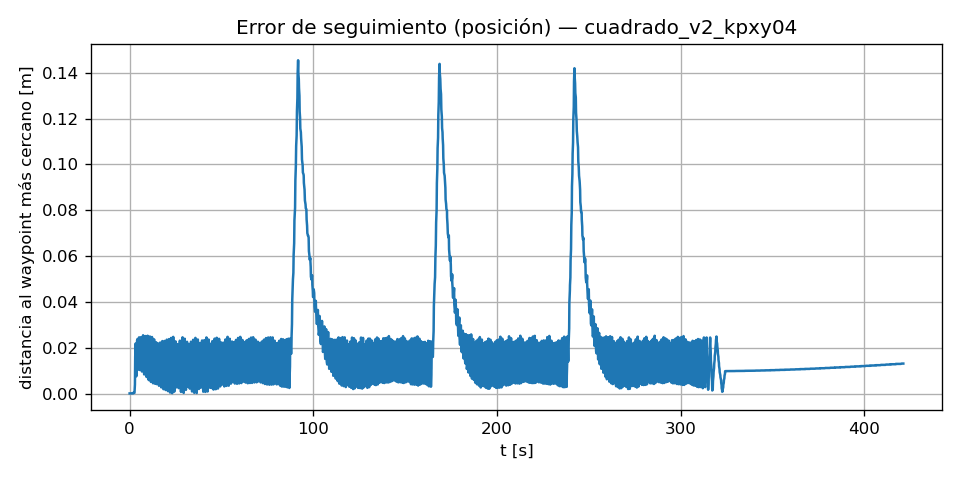 Error de seguimiento (posición) — cuadrado_v2_kpxy04
distancia al waypoint más cercano [m]
0.14
0.12
0.10
0.08
0.06
0.04
0.02
0.00
0 100 200 300 400
t [s]